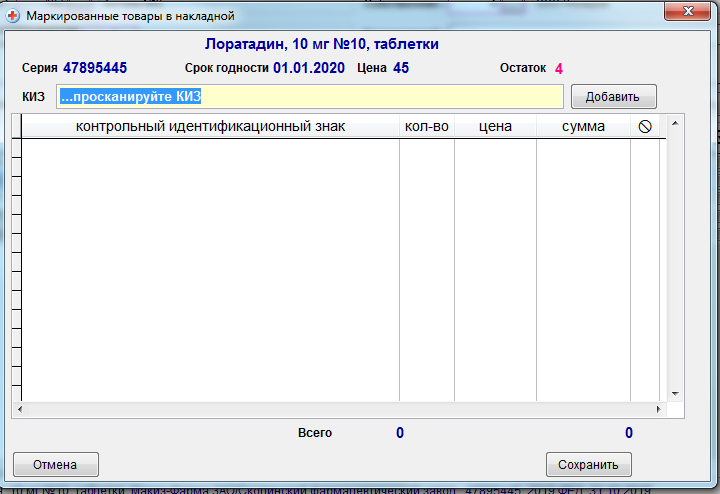 Маркированные товары в накладной
Лоратадин, 10 мг №10, таблетки
Серия 47895445 Срок годности 01.01.2020 Цена 45 Остаток 4
КИЗ ...просканируйте КИЗ Добавить
контрольный идентификационный знак кол-во цена сумма
Всего 0 0
Отмена Сохранить